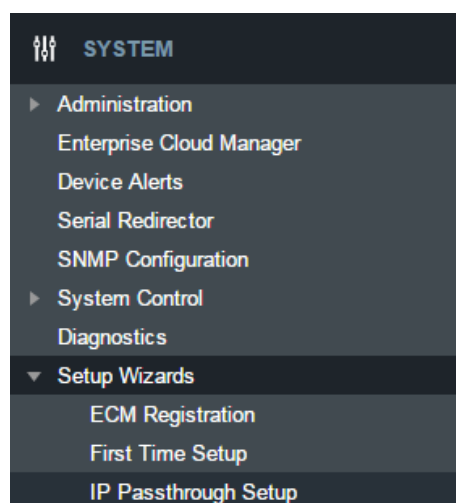 SYSTEM
Administration
Enterprise Cloud Manager
Device Alerts
Serial Redirector
SNMP Configuration
System Control
Diagnostics
Setup Wizards
ECM Registration
First Time Setup
IP Passthrough Setup